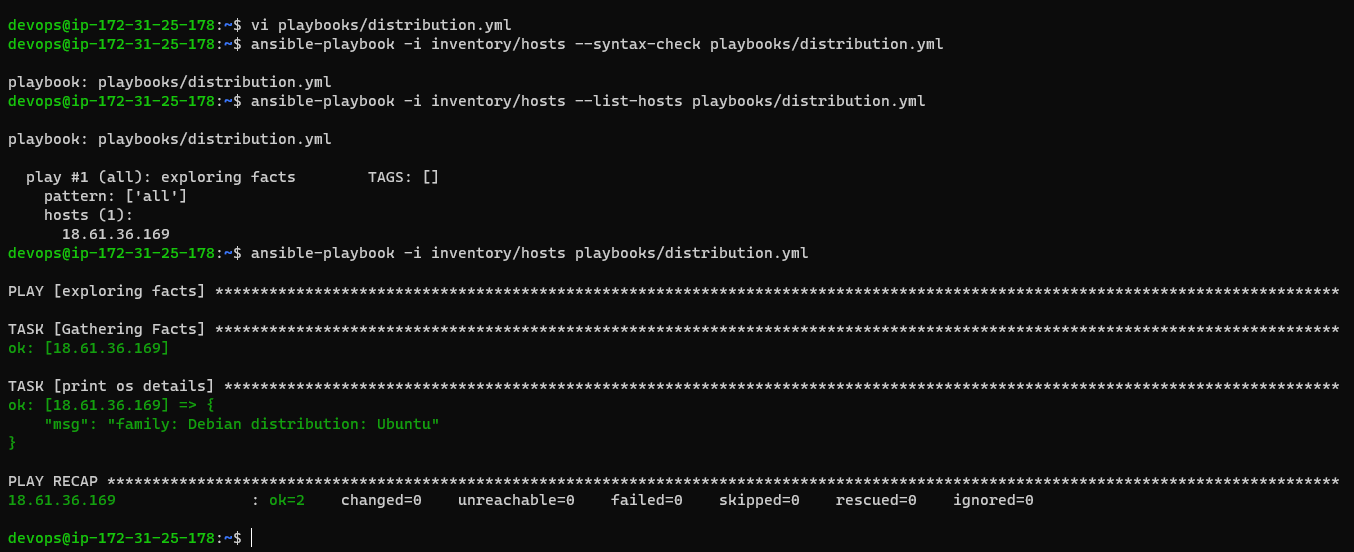 devops@ip-172-31-25-178:~$ vi playbooks/distribution.yml
devops@ip-172-31-25-178:~$ ansible-playbook -i inventory/hosts --syntax-check playbooks/distribution.yml
playbook: playbooks/distribution.yml
devops@ip-172-31-25-178:~$ ansible-playbook -i inventory/hosts --list-hosts playbooks/distribution.yml
playbook: playbooks/distribution.yml
  play #1 (all): exploring facts        TAGS: []
    pattern: ['all']
    hosts (1):
      18.61.36.169
devops@ip-172-31-25-178:~$ ansible-playbook -i inventory/hosts playbooks/distribution.yml
PLAY [exploring facts] *****************************************************************************************************************************
TASK [Gathering Facts] *****************************************************************************************************************************
ok: [18.61.36.169]
TASK [print os details] ****************************************************************************************************************************
ok: [18.61.36.169] => {
    "msg": "family: Debian distribution: Ubuntu"
}
PLAY RECAP *****************************************************************************************************************************************
18.61.36.169               : ok=2    changed=0    unreachable=0    failed=0    skipped=0    rescued=0    ignored=0
devops@ip-172-31-25-178:~$